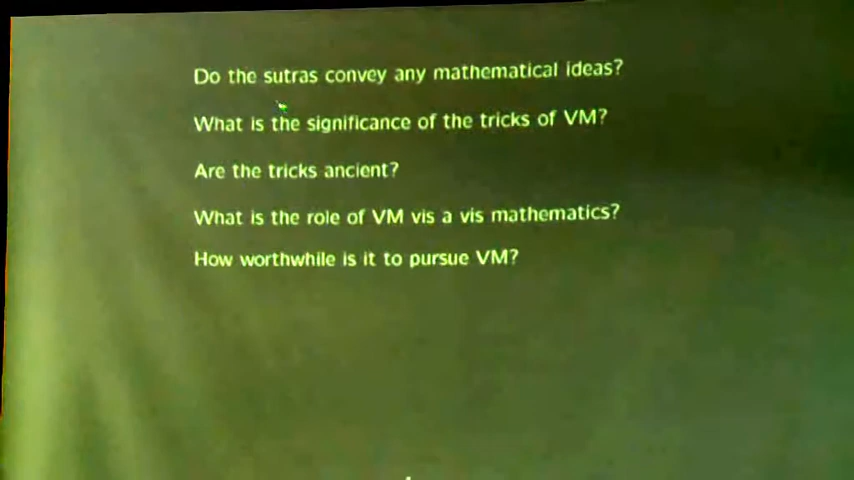 Do the sutras convey any mathematical ideas?
What is the significance of the tricks of VM?
Are the tricks ancient?
What is the role of VM vis a vis mathematics?
How worthwhile is it to pursue VM?